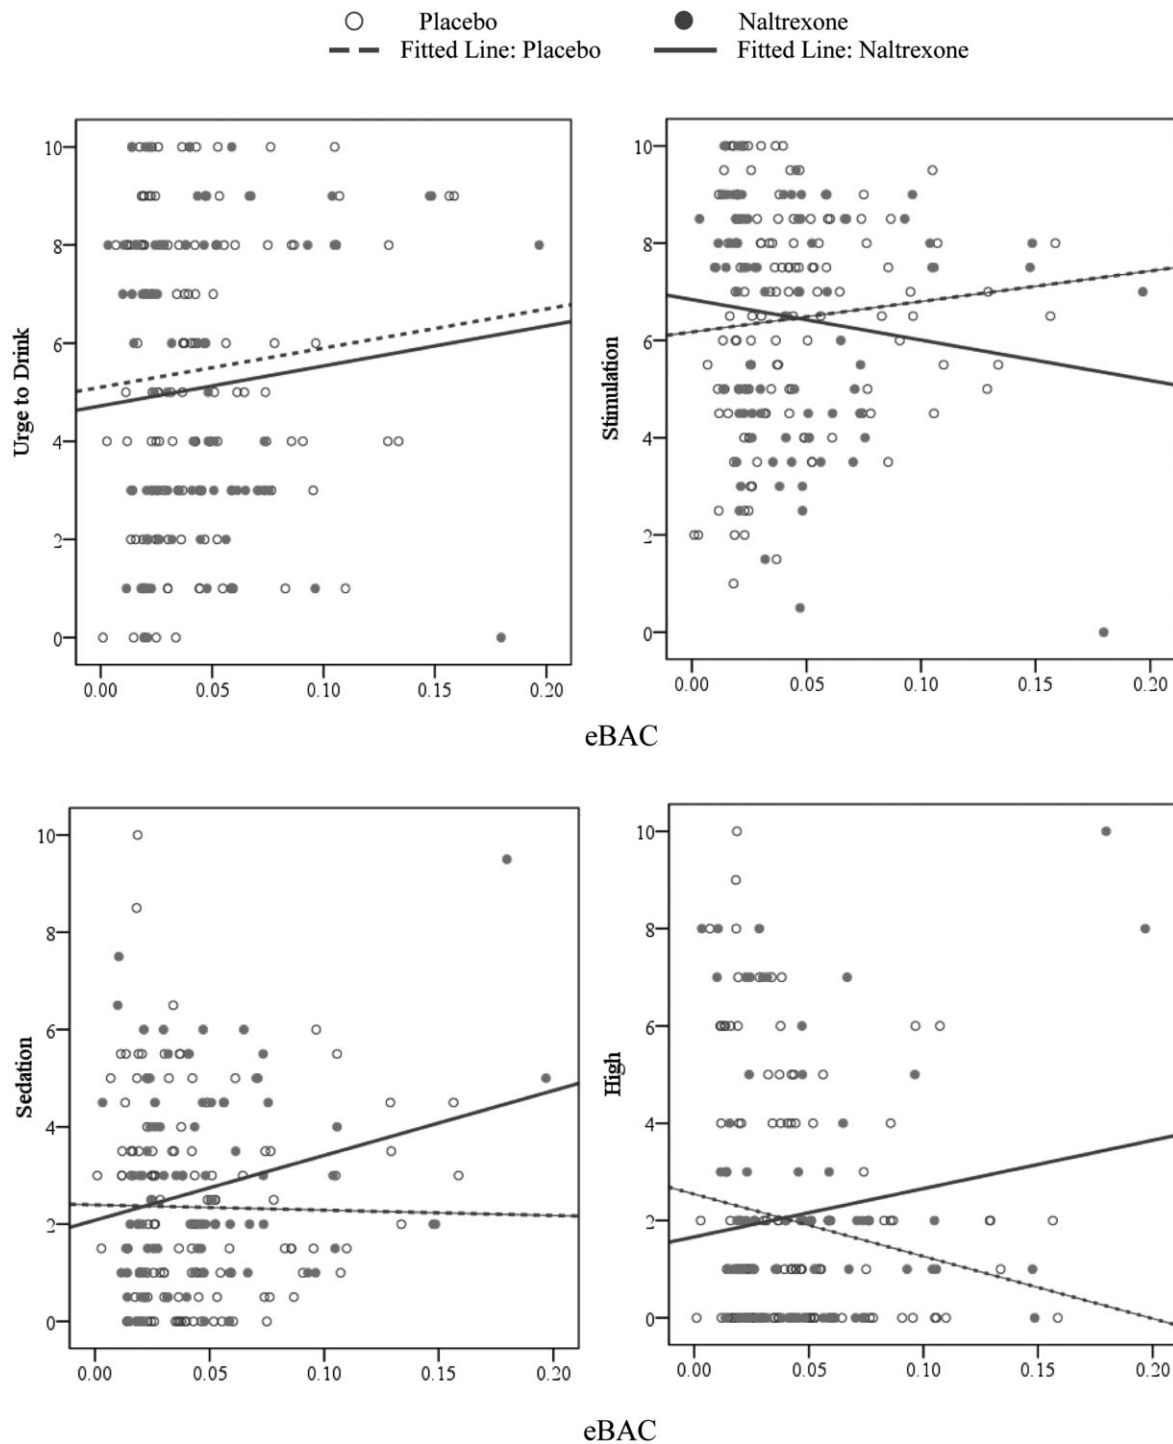 Placebo Naltrexone
Fitted Line: Placebo Fitted Line: Naltrexone
Urge to Drink
10
8
6
4
2
0
0.00 0.05 0.10 0.15 0.20
Stimulation
10
8
6
4
2
0
0.00 0.05 0.10 0.15 0.20
eBAC
Sedation
10
8
6
4
2
0
0.00 0.05 0.10 0.15 0.20
High
10
8
6
4
2
0
0.00 0.05 0.10 0.15 0.20
eBAC